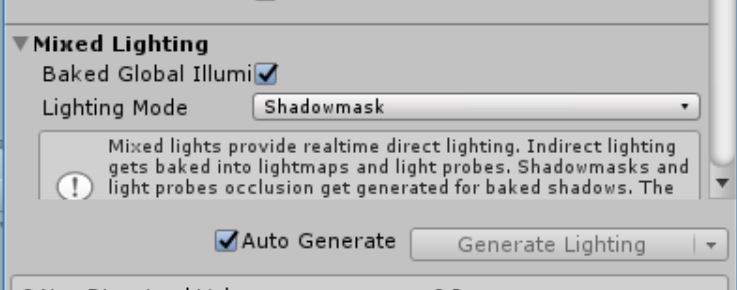 Mixed Lighting
Baked Global Illumi
Lighting Mode Shadowmask
Mixed lights provide realtime direct lighting. Indirect lighting
gets baked into lightmaps and light probes. Shadowmasks and
light probes occlusion get generated for baked shadows. The
Auto Generate Generate Lighting